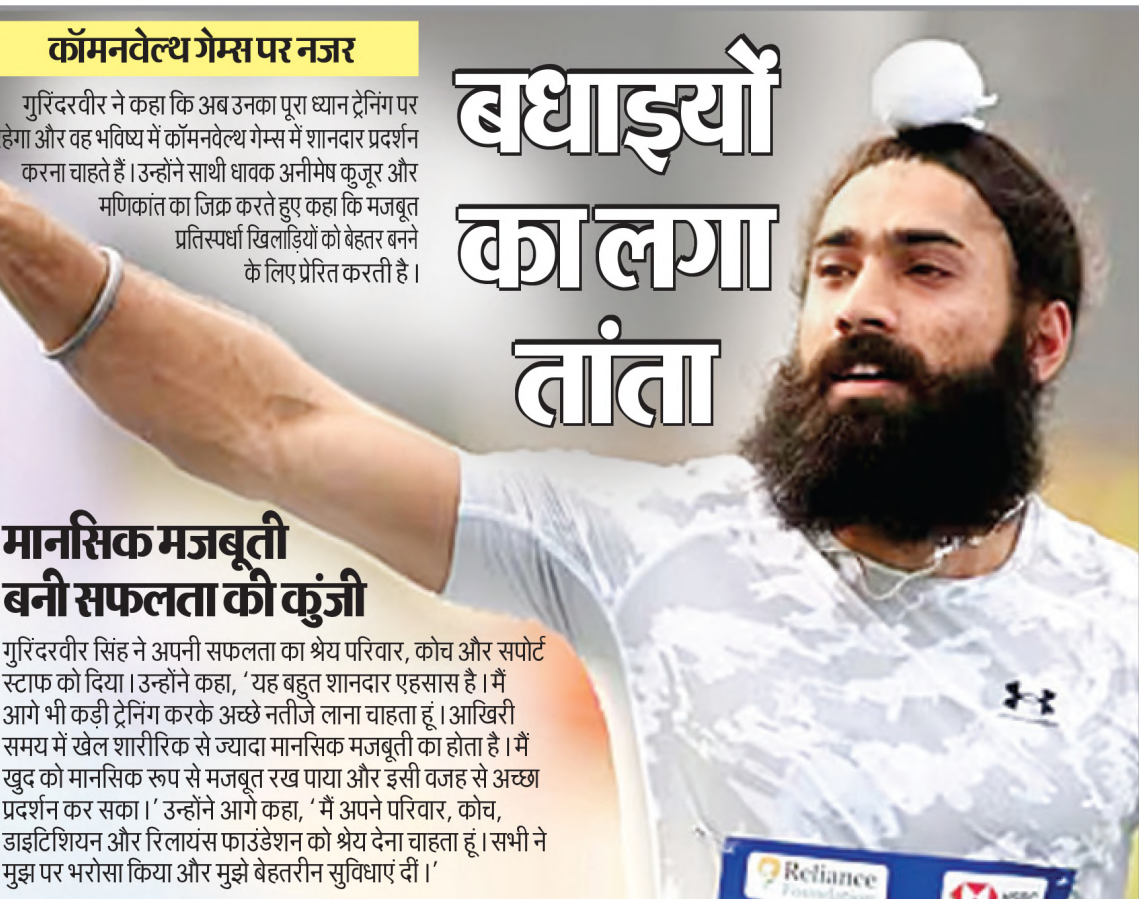 कॉमनवेल्थ गेम्स पर नजर
गुरिंदरवीर ने कहा कि अब उनका पूरा ध्यान ट्रेनिंग पर
रहेगा और वह भविष्य में कॉमनवेल्थ गेम्स में शानदार प्रदर्शन
करना चाहते हैं। उन्होंने साथी धावक अनीमेष कुजूर और
मणिकांत का जिक्र करते हुए कहा कि मजबूत
प्रतिस्पर्धा खिलाड़ियों को बेहतर बनने
के लिए प्रेरित करती है।
बधाइयों
का लगा
तांता
मानसिक मजबूती
बनी सफलता की कुंजी
गुरिंदरवीर सिंह ने अपनी सफलता का श्रेय परिवार, कोच और सपोर्ट
स्टाफ को दिया। उन्होंने कहा, ‘यह बहुत शानदार एहसास है। मैं
आगे भी कड़ी ट्रेनिंग करके अच्छे नतीजे लाना चाहता हूं। आखिरी
समय में खेल शारीरिक से ज्यादा मानसिक मजबूती का होता है। मैं
खुद को मानसिक रूप से मजबूत रख पाया और इसी वजह से अच्छा
प्रदर्शन कर सका।’ उन्होंने आगे कहा, ‘मैं अपने परिवार, कोच,
डाइटिशियन और रिलायंस फाउंडेशन को श्रेय देना चाहता हूं। सभी ने
मुझ पर भरोसा किया और मुझे बेहतरीन सुविधाएं दीं।’
Reliance
Foundation
HSBC